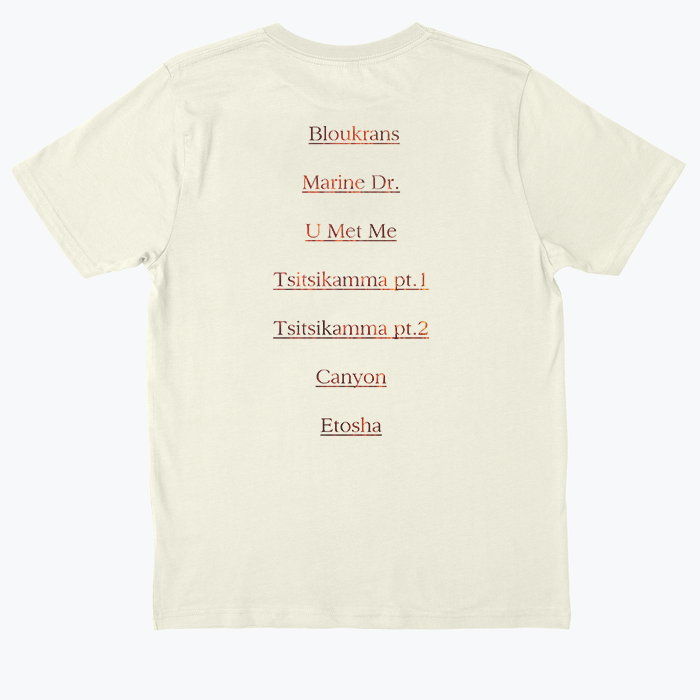 Bloukrans
Marine Dr.
U Met Me
Tsitsikamma pt.1
Tsitsikamma pt.2
Canyon
Etosha